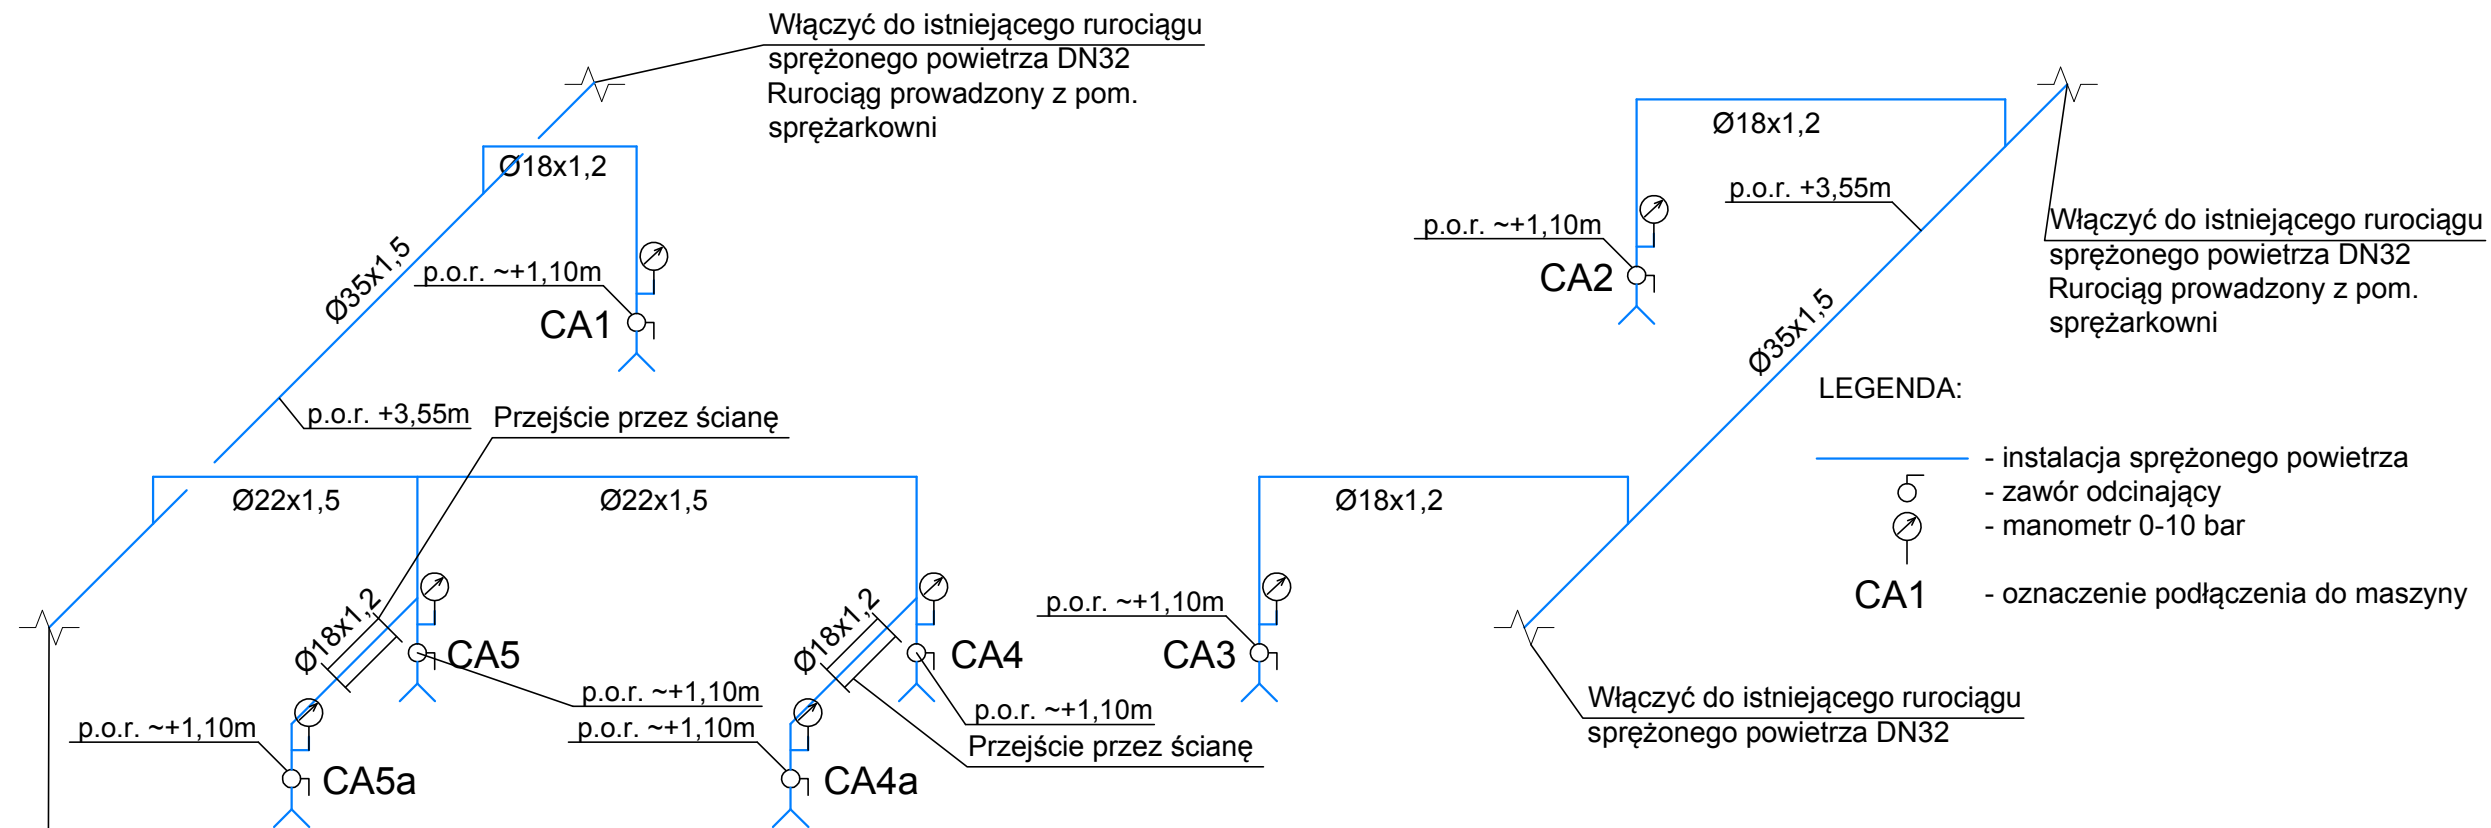 Włączyć do istniejącego rurociągu
sprężonego powietrza DN32
Rurociąg prowadzony z pom.
sprężarkowni
Ø18x1,2
Ø35x1,5
p.o.r. ~+1,10m
CA1
p.o.r. +3,55m
Przejście przez ścianę
Ø22x1,5
Ø22x1,5
Ø18x1,2
CA5
p.o.r. ~+1,10m
p.o.r. ~+1,10m
CA5a
Ø18x1,2
CA4
p.o.r. ~+1,10m
p.o.r. ~+1,10m
Przejście przez ścianę
CA4a
Ø18x1,2
p.o.r. +3,55m
p.o.r. ~+1,10m
CA2
Ø35x1,5
Włączyć do istniejącego rurociągu
sprężonego powietrza DN32
Rurociąg prowadzony z pom.
sprężarkowni
Ø18x1,2
p.o.r. ~+1,10m
CA3
Włączyć do istniejącego rurociągu
sprężonego powietrza DN32
LEGENDA:
- instalacja sprężonego powietrza
- zawór odcinający
- manometr 0-10 bar
CA1 - oznaczenie podłączenia do maszyny